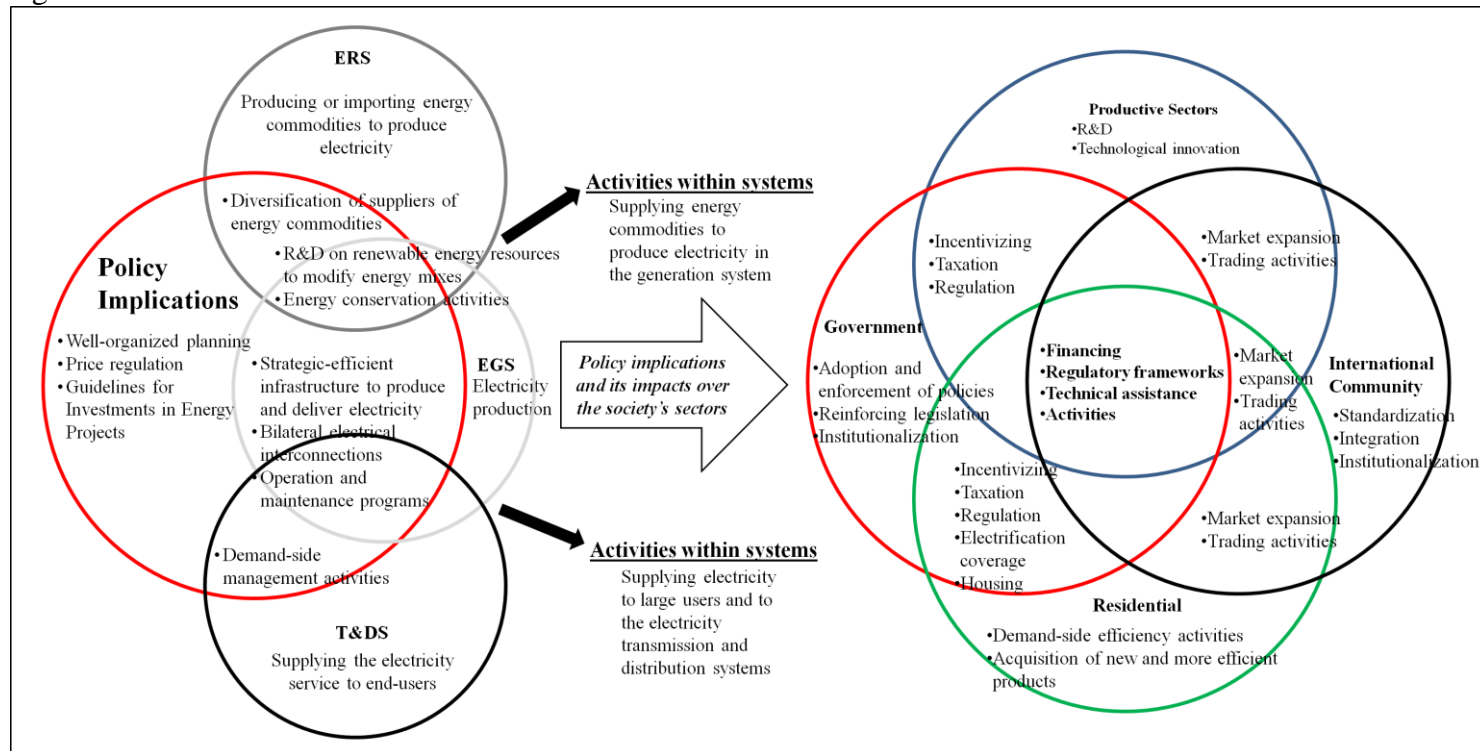 ERS
Producing or importing energy
commodities to produce
electricity
•Diversification of suppliers of
energy commodities
•R&D on renewable energy resources
to modify energy mixes
•Energy conservation activities
Policy
Implications
•Well-organized planning
•Price regulation
•Guidelines for
Investments in Energy
Projects
•Strategic-efficient
infrastructure to produce
and deliver electricity
•Bilateral electrical
interconnections
•Operation and
maintenance programs
EGS
Electricity
production
•Demand-side
management activities
T&DS
Supplying the electricity
service to end-users
Activities within systems
Supplying energy
commodities to
produce electricity in
the generation system
Policy implications
and its impacts over
the society's sectors
Activities within systems
Supplying electricity
to large users and to
the electricity
transmission and
distribution systems
Productive Sectors
•R&D
•Technological innovation
•Incentivizing
•Taxation
•Regulation
•Market expansion
•Trading activities
Government
•Adoption and
enforcement of policies
•Reinforcing legislation
•Institutionalization
•Financing
•Regulatory frameworks
•Technical assistance
•Activities
•Market
expansion
•Trading
activities
International
Community
•Standardization
•Integration
•Institutionalization
•Incentivizing
•Taxation
•Regulation
•Electrification
coverage
•Housing
•Market expansion
•Trading activities
Residential
•Demand-side efficiency activities
•Acquisition of new and more efficient
products